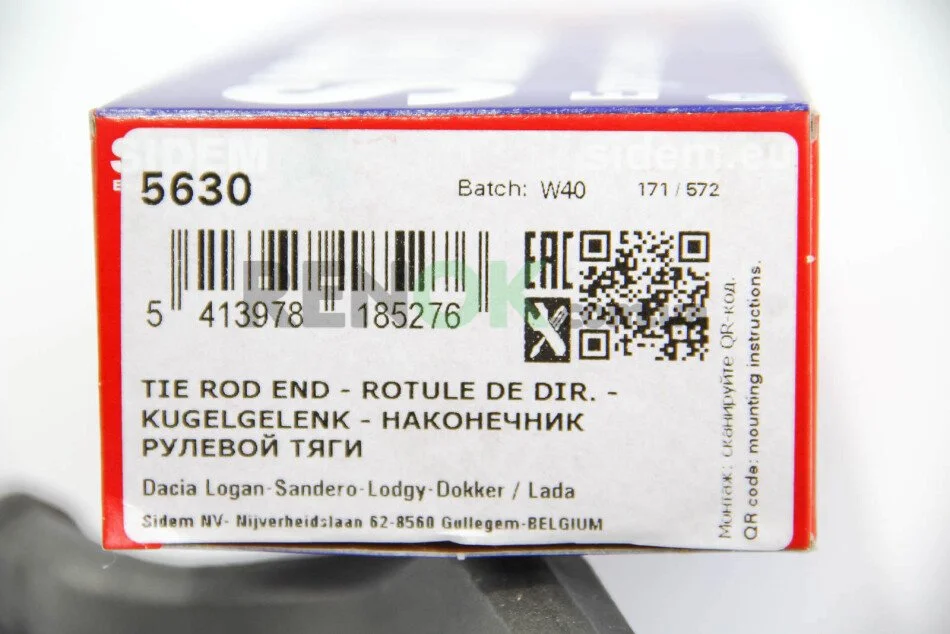 SIDEM
sidem.eu
5630
Batch: W40
171 / 572
EAC
5 413978 185276
TIE ROD END - ROTULE DE DIR. -
KUGELGELENK - НАКОНЕЧНИК
РУЛЕВОЙ ТЯГИ
Dacia Logan-Sandero-Lodgy-Dokker / Lada
Sidem NV- Nijverheidslaan 62-8560 Gullegem-BELGIUM
Монтаж: сканируйте QR-код.
QR code: mounting instructions.